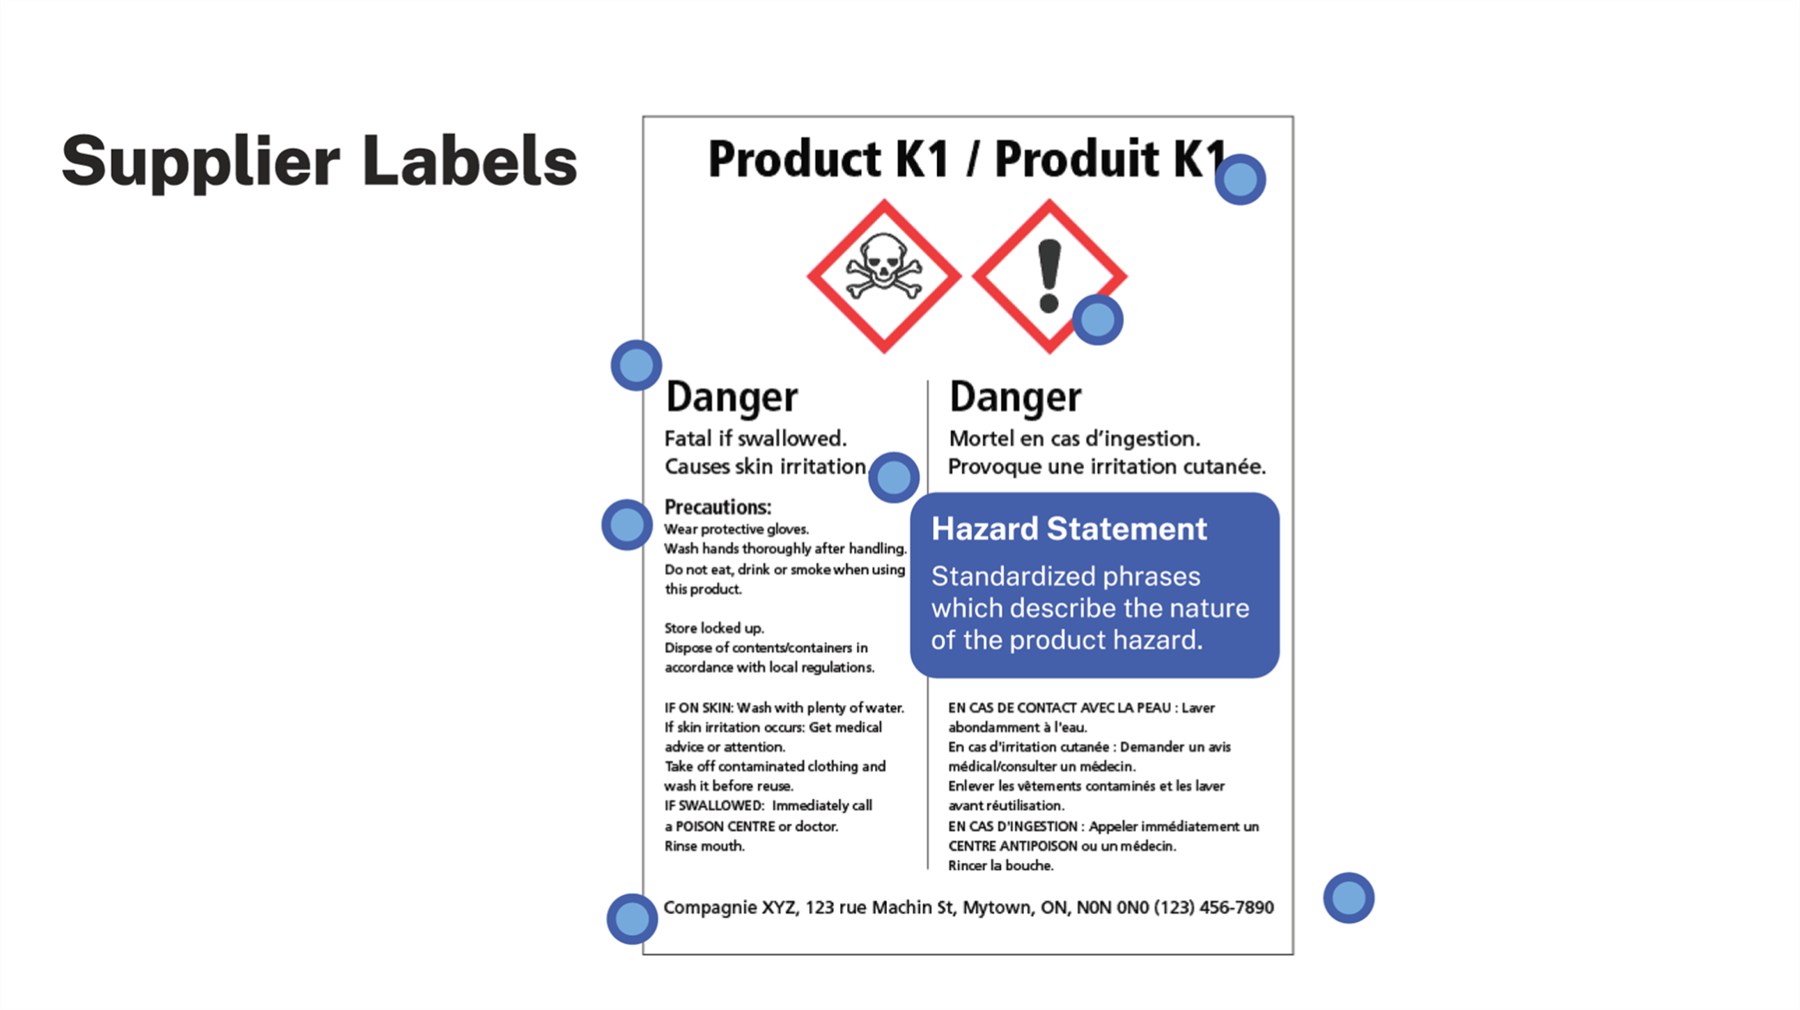 Supplier Labels
Product K1 / Produit K1
Danger
Fatal if swallowed.
Causes skin irritation.
Precautions:
Wear protective gloves.
Wash hands thoroughly after handling.
Do not eat, drink or smoke when using
this product.
Store locked up.
Dispose of contents/containers in
accordance with local regulations.
IF ON SKIN: Wash with plenty of water.
If skin irritation occurs: Get medical
advice or attention.
Take off contaminated clothing and
wash it before reuse.
IF SWALLOWED: Immediately call
a POISON CENTRE or doctor.
Rinse mouth.
Danger
Mortel en cas d’ingestion.
Provoque une irritation cutanée.
Hazard Statement
Standardized phrases
which describe the nature
of the product hazard.
EN CAS DE CONTACT AVEC LA PEAU : Laver
abondamment à l'eau.
En cas d'irritation cutanée : Demander un avis
médical/consulter un médecin.
Enlever les vêtements contaminés et les laver
avant réutilisation.
EN CAS D'INGESTION : Appeler immédiatement un
CENTRE ANTIPOISON ou un médecin.
Rincer la bouche.
Compagnie XYZ, 123 rue Machin St, Mytown, ON, N0N 0N0 (123) 456-7890